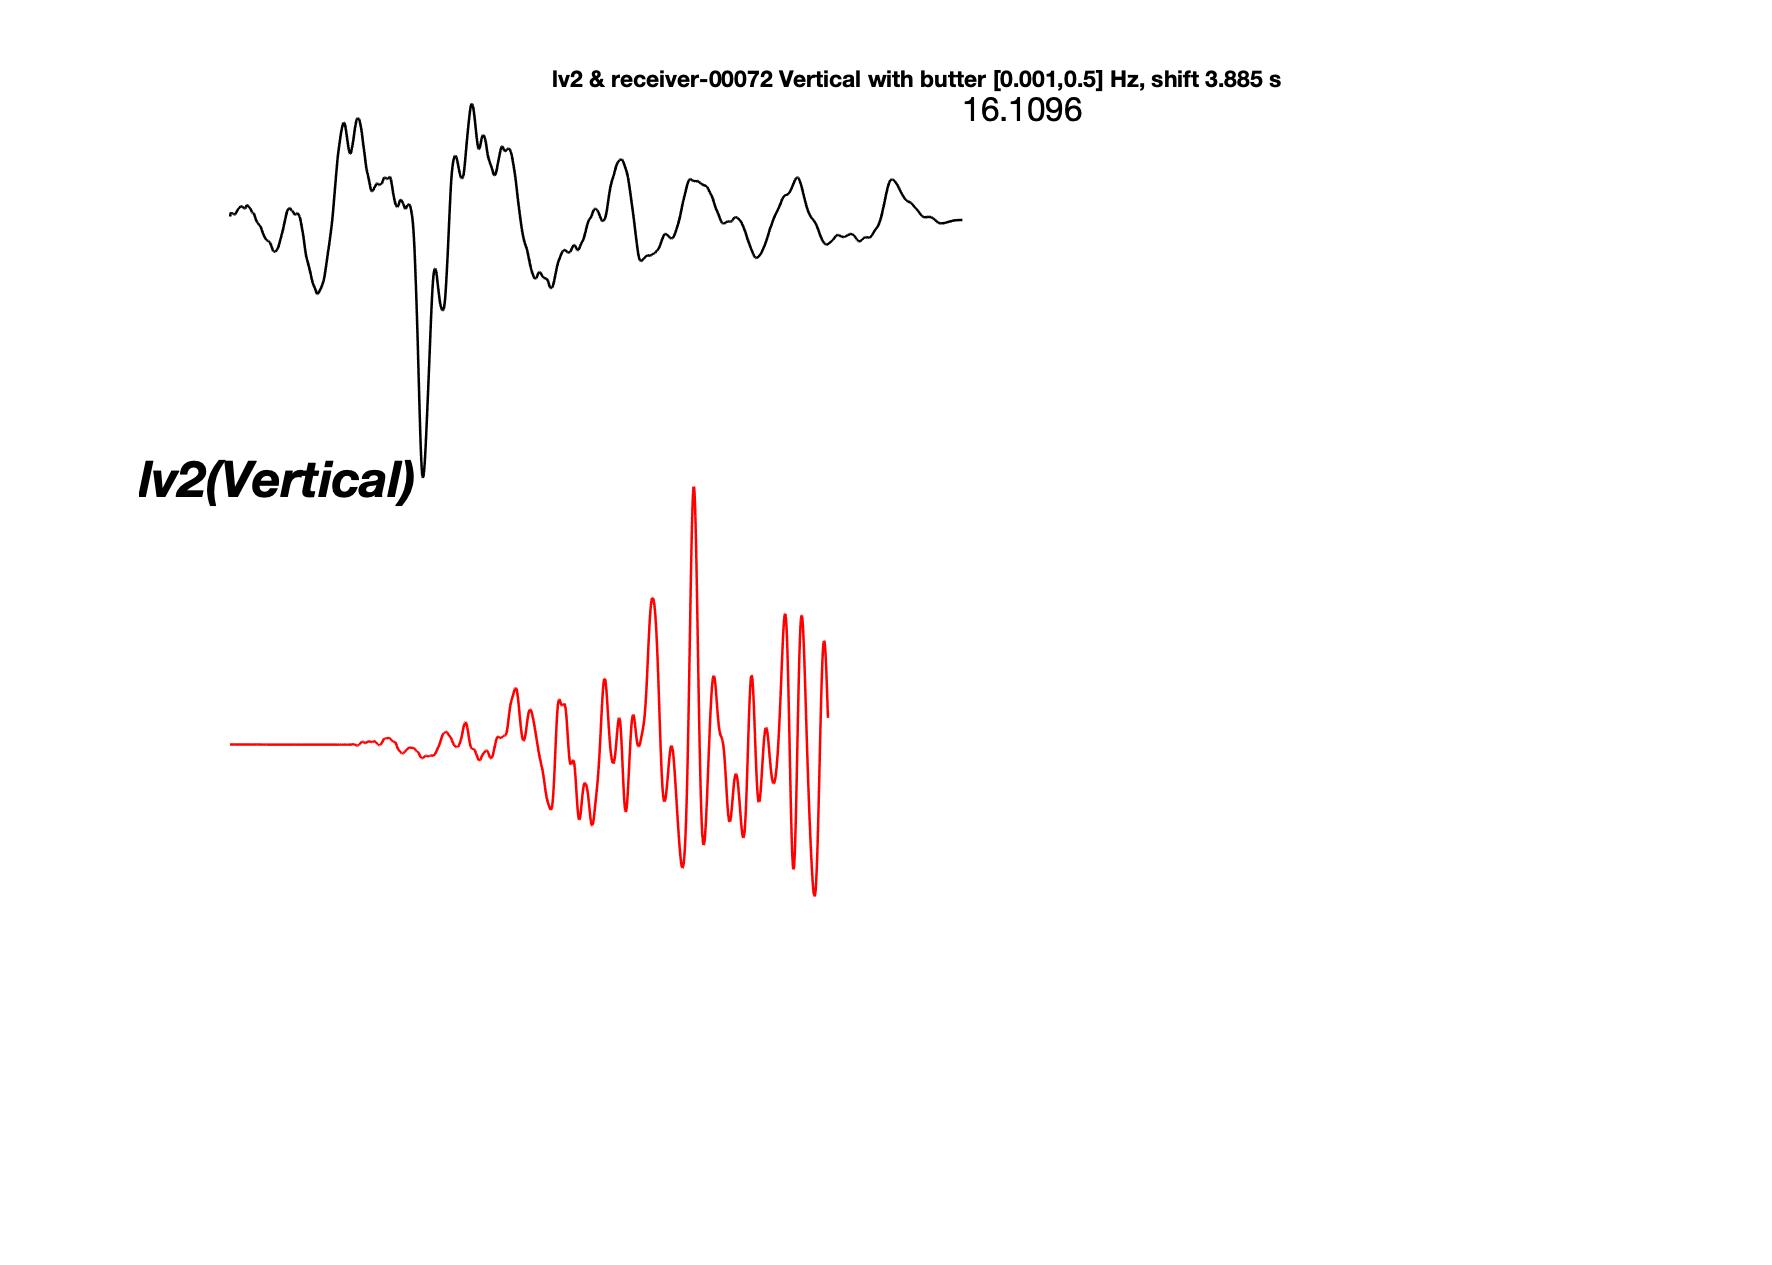 lv2 & receiver-00072 Vertical with butter [0.001,0.5] Hz, shift 3.885 s
16.1096
lv2(Vertical)